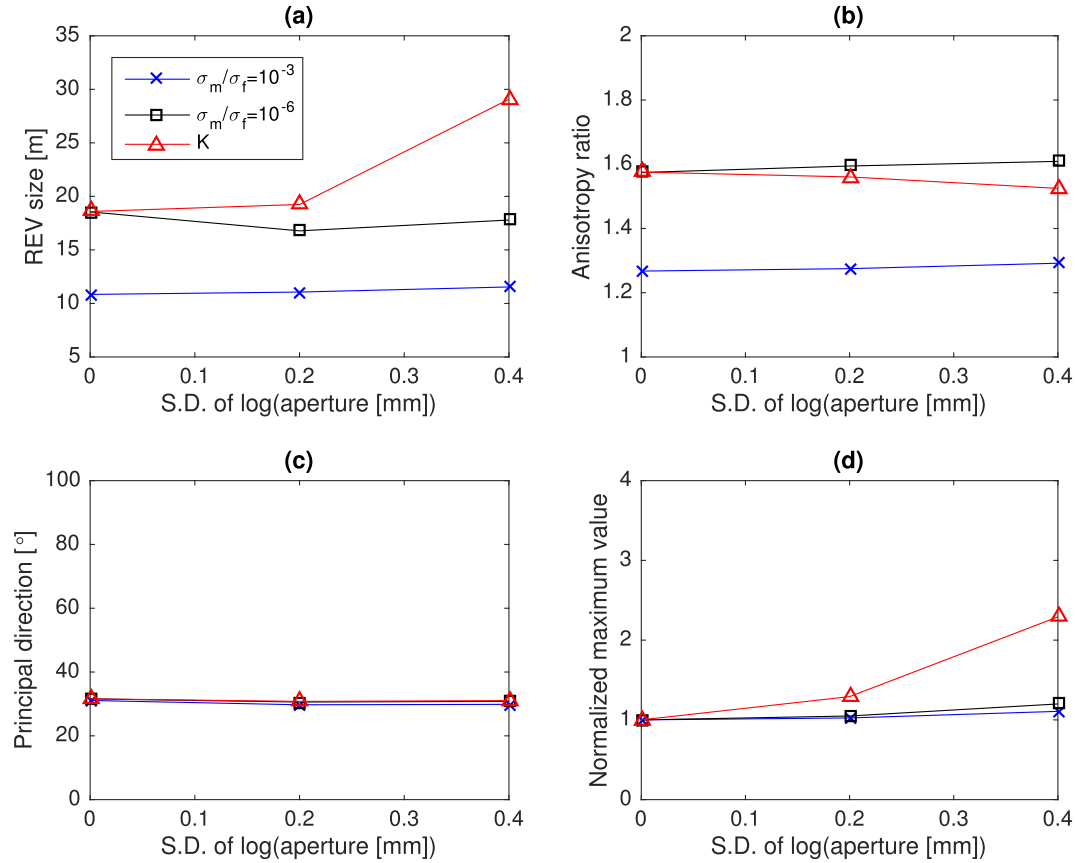 (a)
REV size [m]
35
30
25
20
15
10
5
σm/σf=10-3
σm/σf=10-6
K
0 0.1 0.2 0.3 0.4
S.D. of log(aperture [mm])
(b)
Anisotropy ratio
2
1.8
1.6
1.4
1.2
1
0 0.1 0.2 0.3 0.4
S.D. of log(aperture [mm])
(c)
Principal direction [°]
100
80
60
40
20
0
0 0.1 0.2 0.3 0.4
S.D. of log(aperture [mm])
(d)
Normalized maximum value
4
3
2
1
0
0 0.1 0.2 0.3 0.4
S.D. of log(aperture [mm])